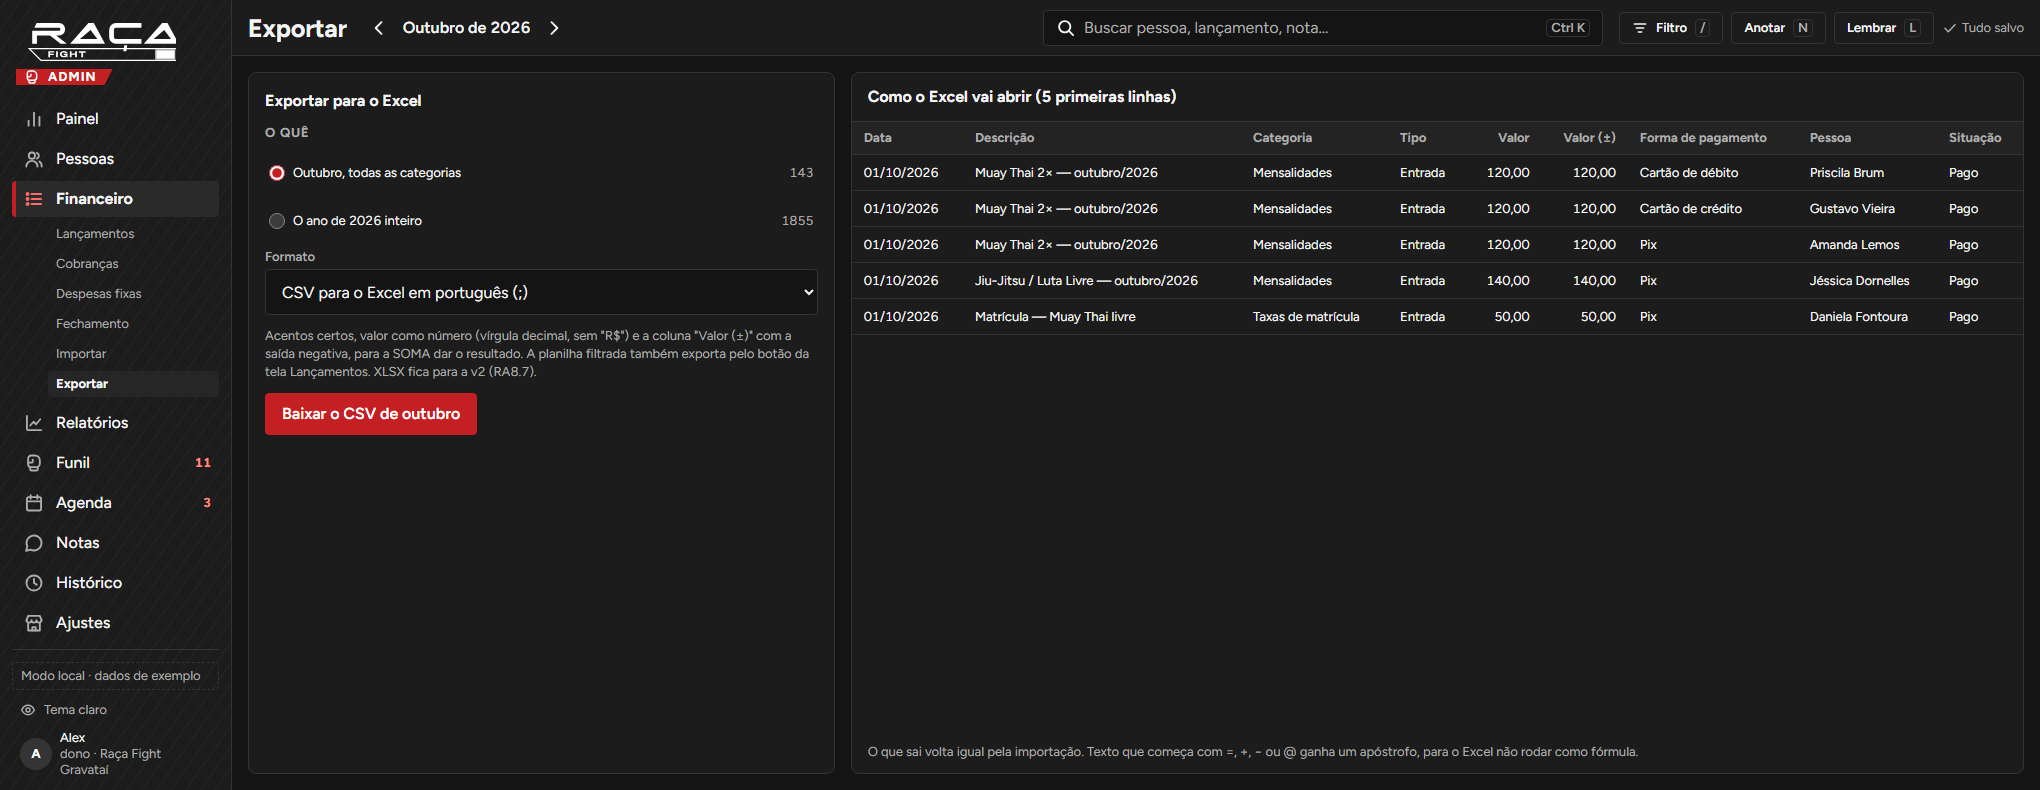 RAÇA
FIGHT
ADMIN
Painel
Pessoas
Financeiro
Lançamentos
Cobranças
Despesas fixas
Fechamento
Importar
Exportar
Relatórios
Funil 11
Agenda 3
Notas
Histórico
Ajustes
Modo local · dados de exemplo
Tema claro
A
Alex
dono · Raça Fight
Gravataí
Exportar
Outubro de 2026
Buscar pessoa, lançamento, nota... Ctrl K
Filtro /
Anotar N
Lembrar L
Tudo salvo
Exportar para o Excel
O QUÊ
Outubro, todas as categorias 143
O ano de 2026 inteiro 1855
Formato
CSV para o Excel em português (;)
Acentos certos, valor como número (vírgula decimal, sem "R$") e a coluna "Valor (±)" com a
saída negativa, para a SOMA dar o resultado. A planilha filtrada também exporta pelo botão da
tela Lançamentos. XLSX fica para a v2 (RA8.7).
Baixar o CSV de outubro
Como o Excel vai abrir (5 primeiras linhas)
Data Descrição Categoria Tipo Valor Valor (±) Forma de pagamento Pessoa Situação
01/10/2026 Muay Thai 2× — outubro/2026 Mensalidades Entrada 120,00 120,00 Cartão de débito Priscila Brum Pago
01/10/2026 Muay Thai 2× — outubro/2026 Mensalidades Entrada 120,00 120,00 Cartão de crédito Gustavo Vieira Pago
01/10/2026 Muay Thai 2× — outubro/2026 Mensalidades Entrada 120,00 120,00 Pix Amanda Lemos Pago
01/10/2026 Jiu-Jitsu / Luta Livre — outubro/2026 Mensalidades Entrada 140,00 140,00 Pix Jéssica Dornelles Pago
01/10/2026 Matrícula — Muay Thai livre Taxas de matrícula Entrada 50,00 50,00 Pix Daniela Fontoura Pago
O que sai volta igual pela importação. Texto que começa com =, +, − ou @ ganha um apóstrofo, para o Excel não rodar como fórmula.